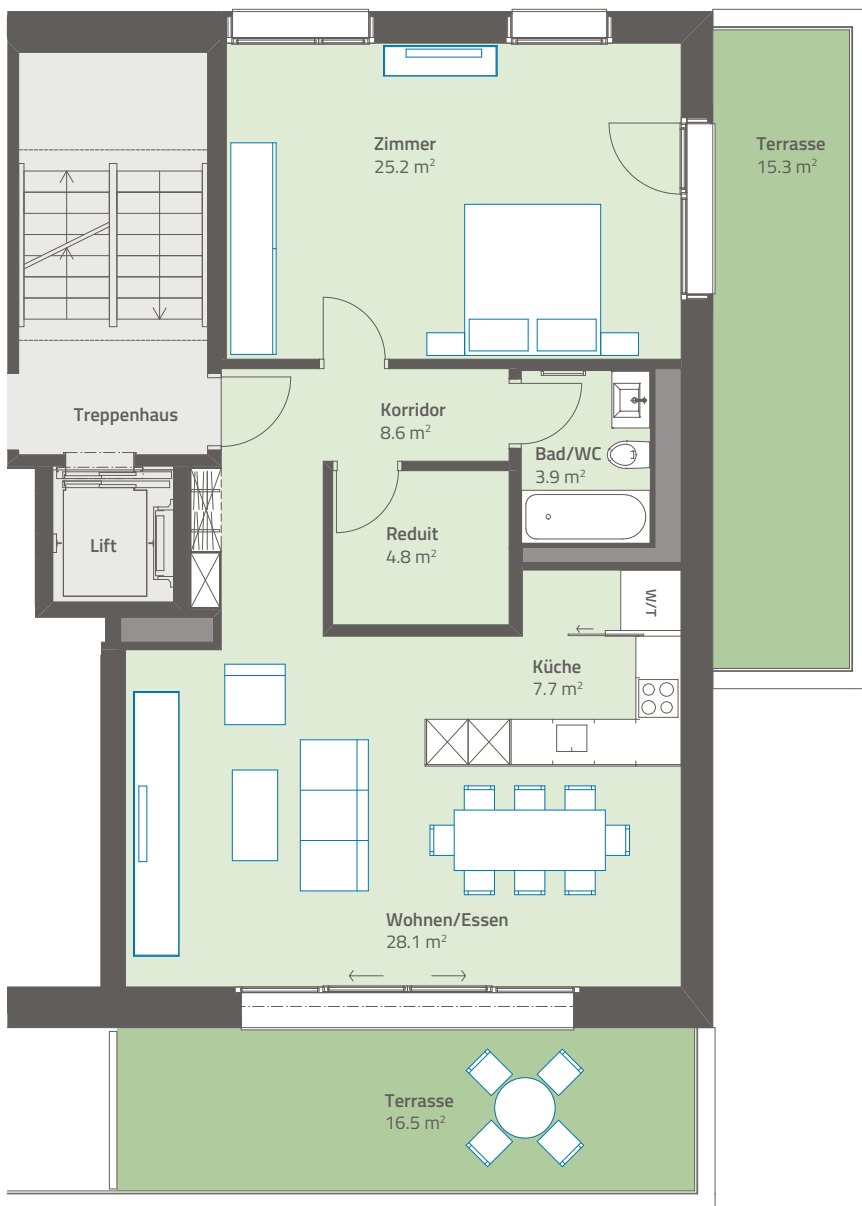 Zimmer
25.2 m²
Terrasse
15.3 m²
Treppenhaus
Korridor
8.6 m²
Bad/WC
3.9 m²
Lift
Reduit
4.8 m²
W/T
Küche
7.7 m²
Wohnen/Essen
28.1 m²
Terrasse
16.5 m²